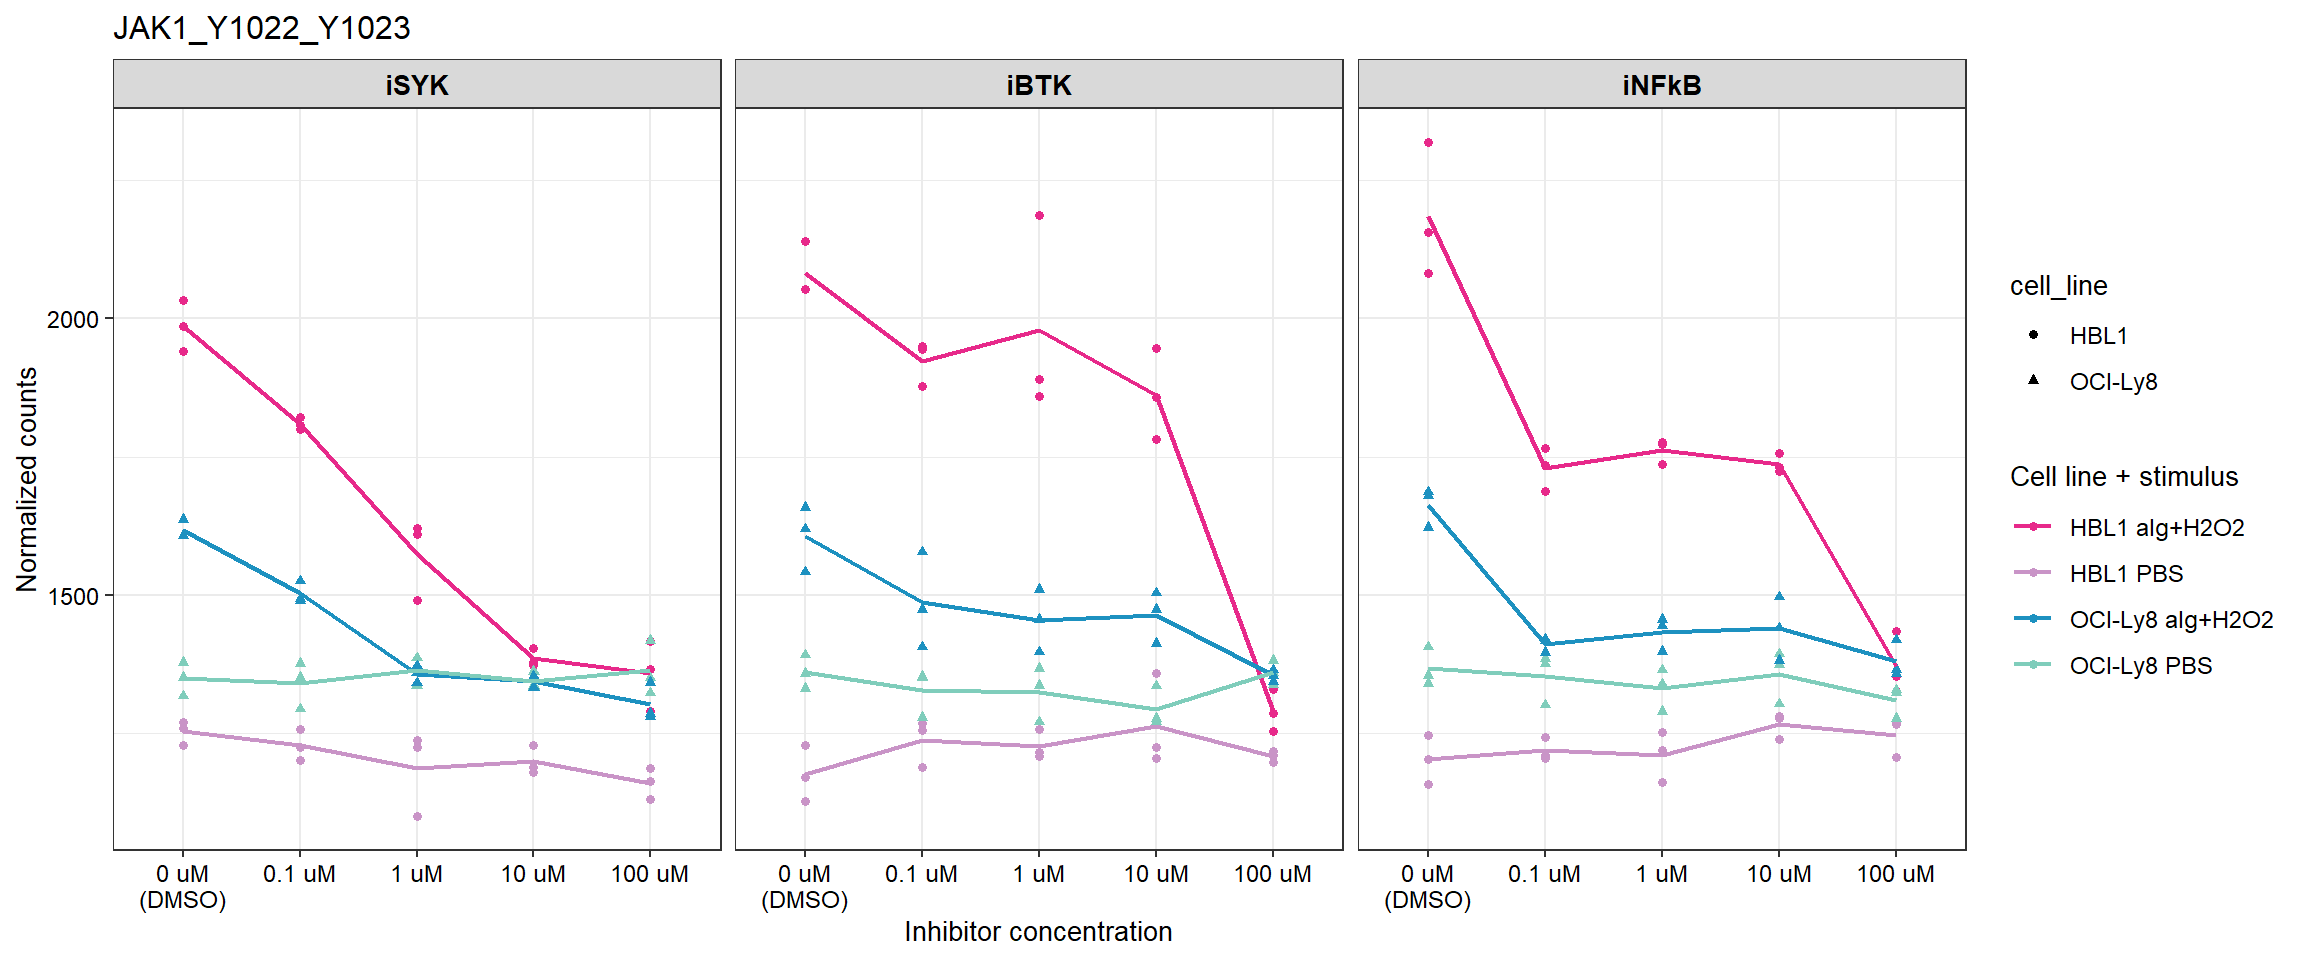 JAK1_Y1022_Y1023
iSYK
iBTK
iNFkB
Normalized counts
2000
1500
0 uM
(DMSO)
0.1 uM
1 uM
10 uM
100 uM
0 uM
(DMSO)
0.1 uM
1 uM
10 uM
100 uM
0 uM
(DMSO)
0.1 uM
1 uM
10 uM
100 uM
Inhibitor concentration
cell_line
HBL1
OCI-Ly8
Cell line + stimulus
HBL1 aIg+H2O2
HBL1 PBS
OCI-Ly8 aIg+H2O2
OCI-Ly8 PBS